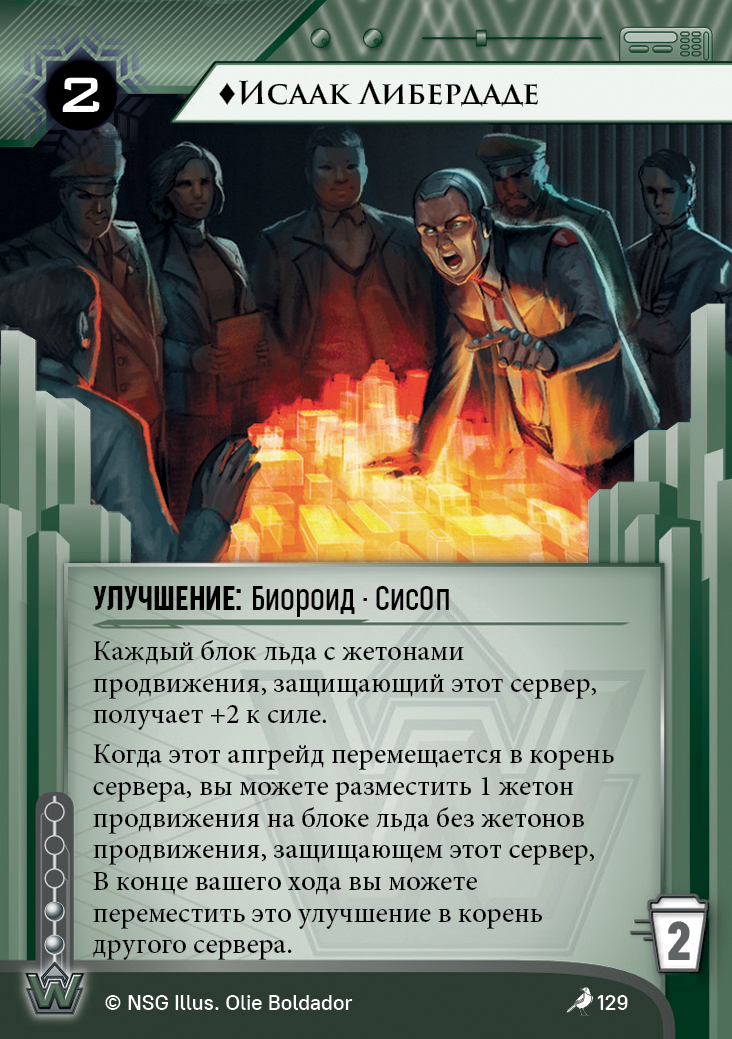 2
♦Исаак Либердаде
УЛУЧШЕНИЕ: Биороид · СисОп
Каждый блок льда с жетонами
продвижения, защищающий этот сервер,
получает +2 к силе.
Когда этот апгрейд перемещается в корень
сервера, вы можете разместить 1 жетон
продвижения на блоке льда без жетонов
продвижения, защищающем этот сервер,
В конце вашего хода вы можете
переместить это улучшение в корень
другого сервера.
2
W
© NSG Illus. Olie Boldador
129